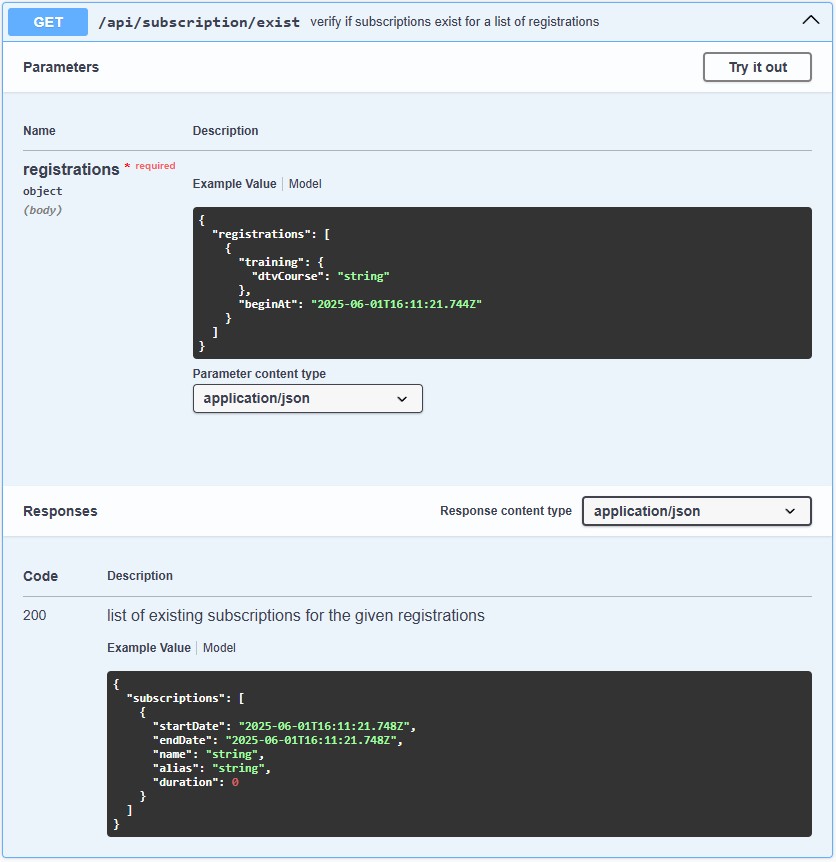 GET /api/subscription/exist verify if subscriptions exist for a list of registrations
Parameters Try it out
Name Description
registrations * required
object
(body)
Example Value Model
{
  "registrations": [
    {
      "training": {
        "dtvCourse": "string"
      },
      "beginAt": "2025-06-01T16:11:21.744Z"
    }
  ]
}
Parameter content type
application/json
Responses Response content type application/json
Code Description
200 list of existing subscriptions for the given registrations
Example Value Model
{
  "subscriptions": [
    {
      "startDate": "2025-06-01T16:11:21.748Z",
      "endDate": "2025-06-01T16:11:21.748Z",
      "name": "string",
      "alias": "string",
      "duration": 0
    }
  ]
}